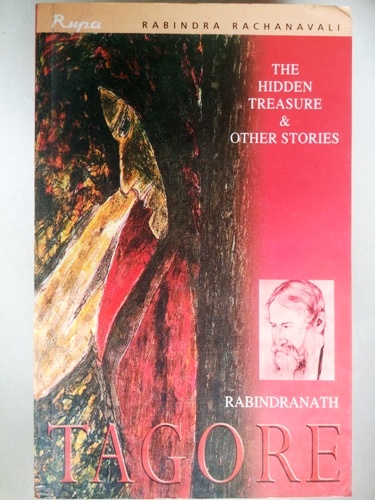 Rupa
RABINDRA RACHANAVALI
THE
HIDDEN
TREASURE
&
OTHER STORIES
RABINDRANATH
TAGORE